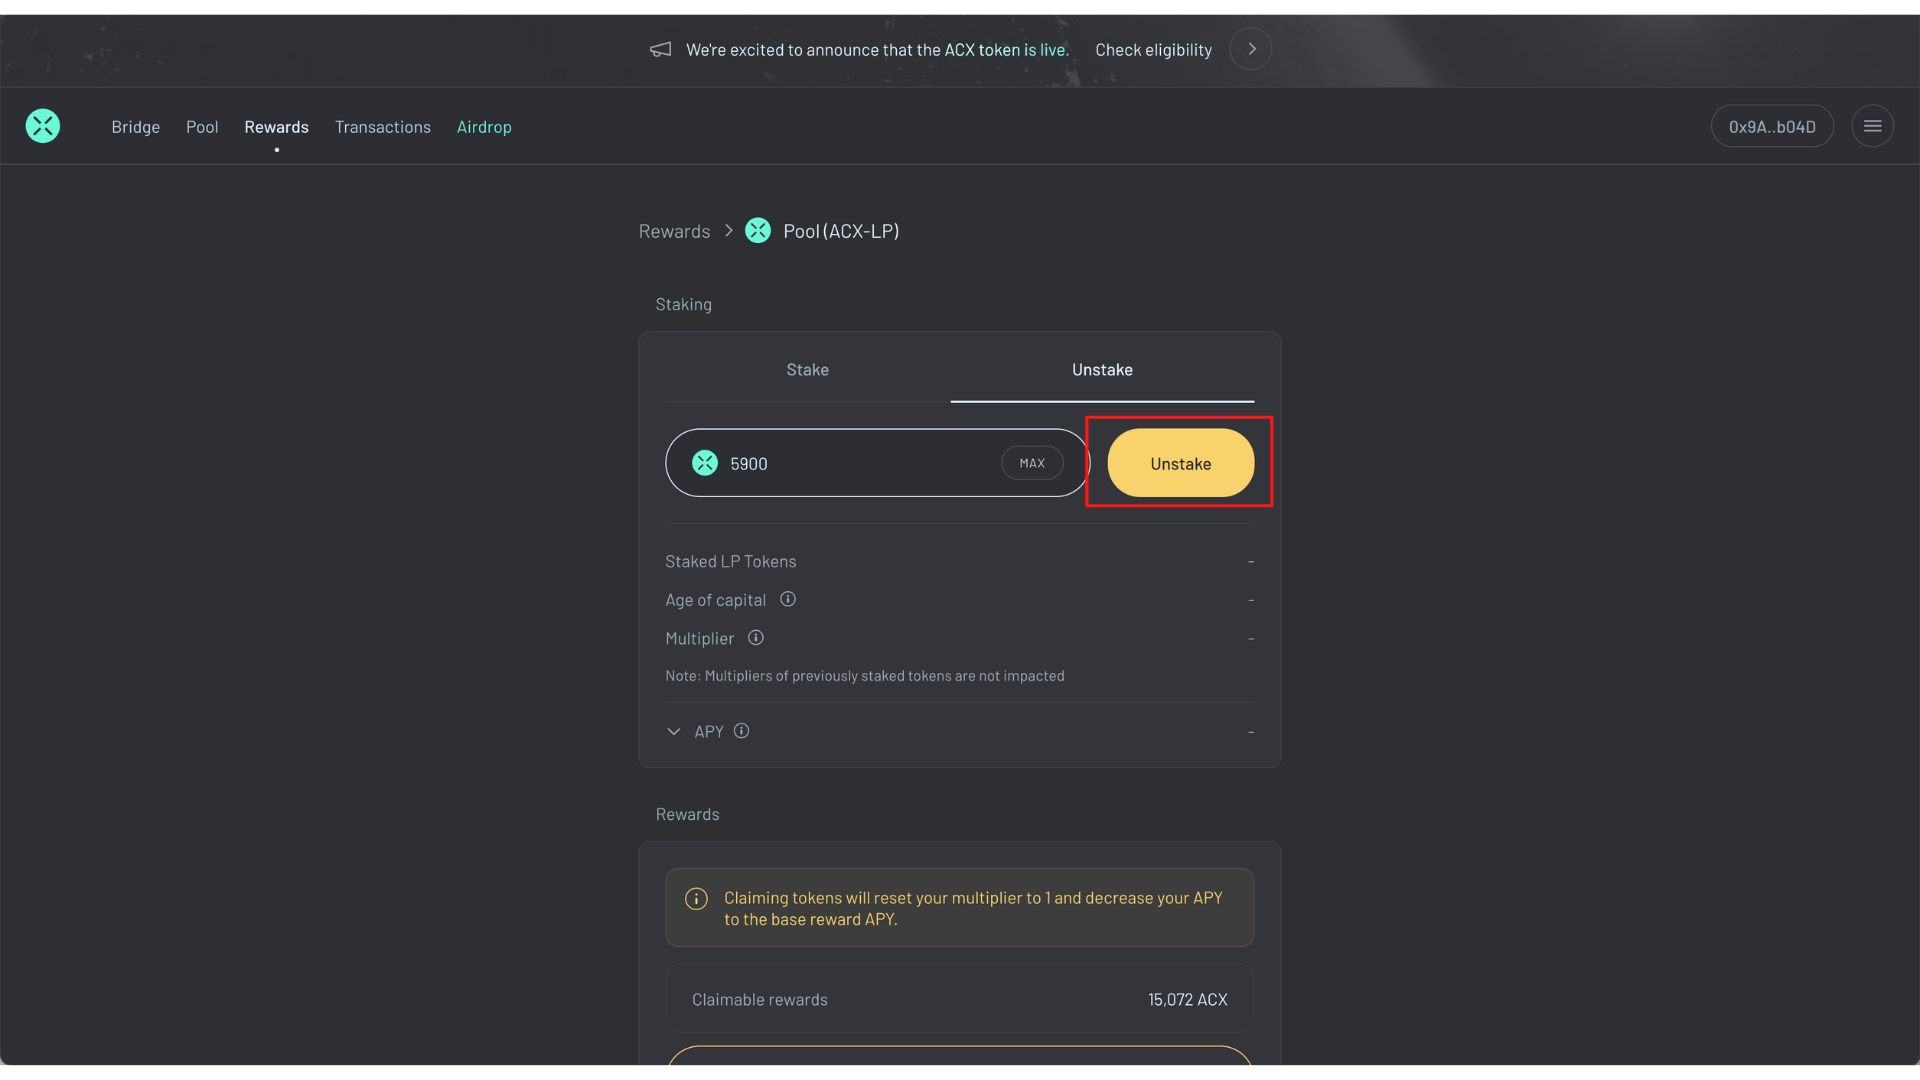 We're excited to announce that the ACX token is live. Check eligibility
Bridge Pool Rewards Transactions Airdrop 0x9A..b04D
Rewards > Pool (ACX-LP)
Staking
Stake Unstake
5900 MAX Unstake
Staked LP Tokens -
Age of capital -
Multiplier -
Note: Multipliers of previously staked tokens are not impacted
APY -
Rewards
Claiming tokens will reset your multiplier to 1 and decrease your APY
to the base reward APY.
Claimable rewards 15,072 ACX